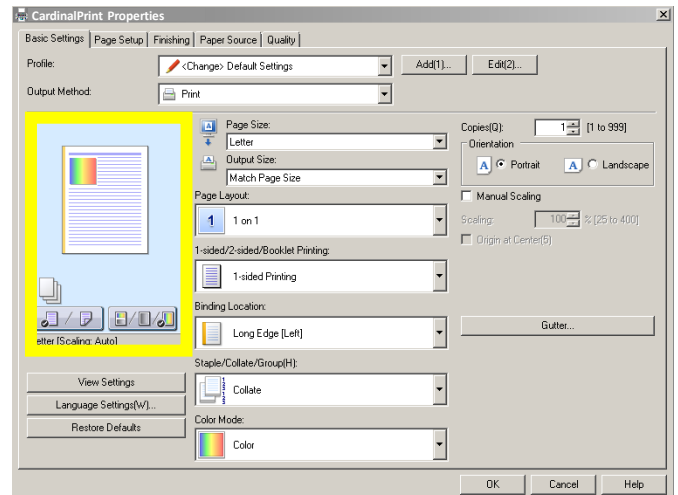 CardinalPrint Properties
Basic Settings Page Setup Finishing Paper Source Quality
Profile:
<Change> Default Settings
Add(1)...
Edit(2)...
Output Method:
Print
Page Size:
Letter
Output Size:
Match Page Size
Page Layout:
1 1 on 1
1-sided/2-sided/Booklet Printing:
1-sided Printing
Binding Location:
Long Edge [Left]
Staple/Collate/Group(H):
Collate
Color Mode:
Color
Copies(Q): 1 [1 to 999]
Orientation
A Portrait A Landscape
Manual Scaling
Scaling: 100 % [25 to 400]
Origin at Center(5)
Gutter...
Letter [Scaling: Auto]
View Settings
Language Settings(W)...
Restore Defaults
OK Cancel Help